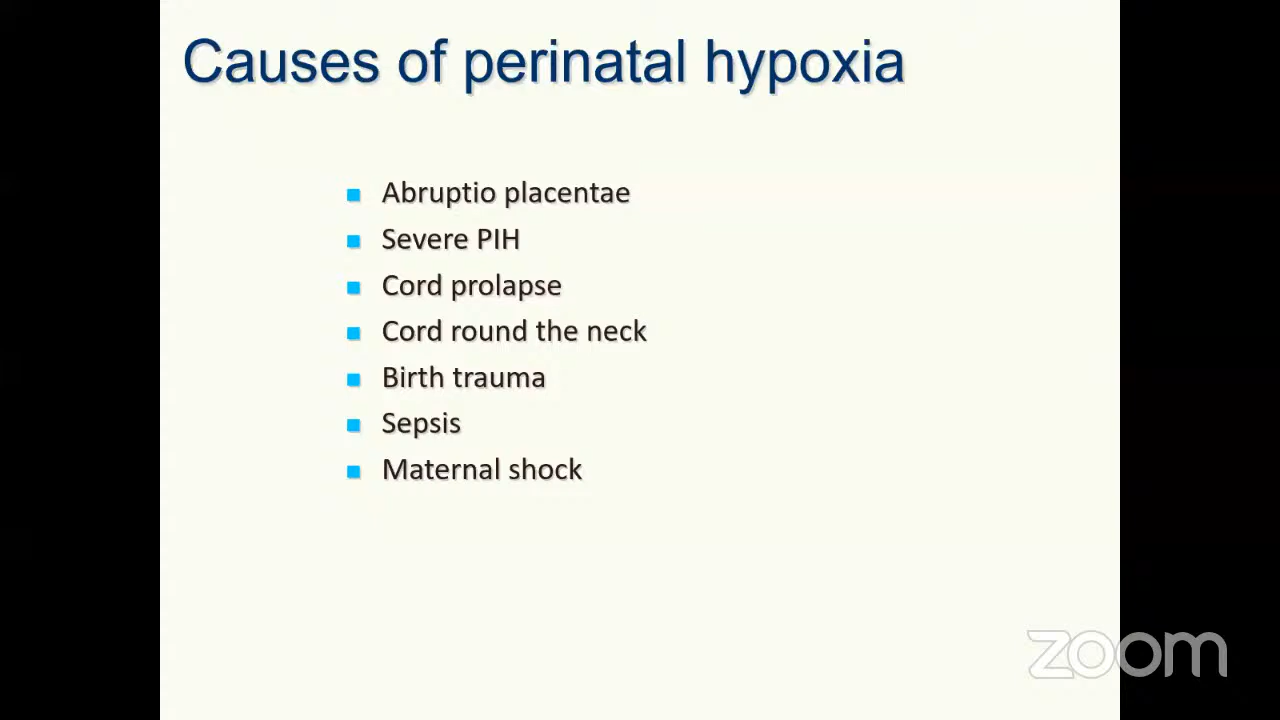 Causes of perinatal hypoxia
Abruptio placentae
Severe PIH
Cord prolapse
Cord round the neck
Birth trauma
Sepsis
Maternal shock
zoom